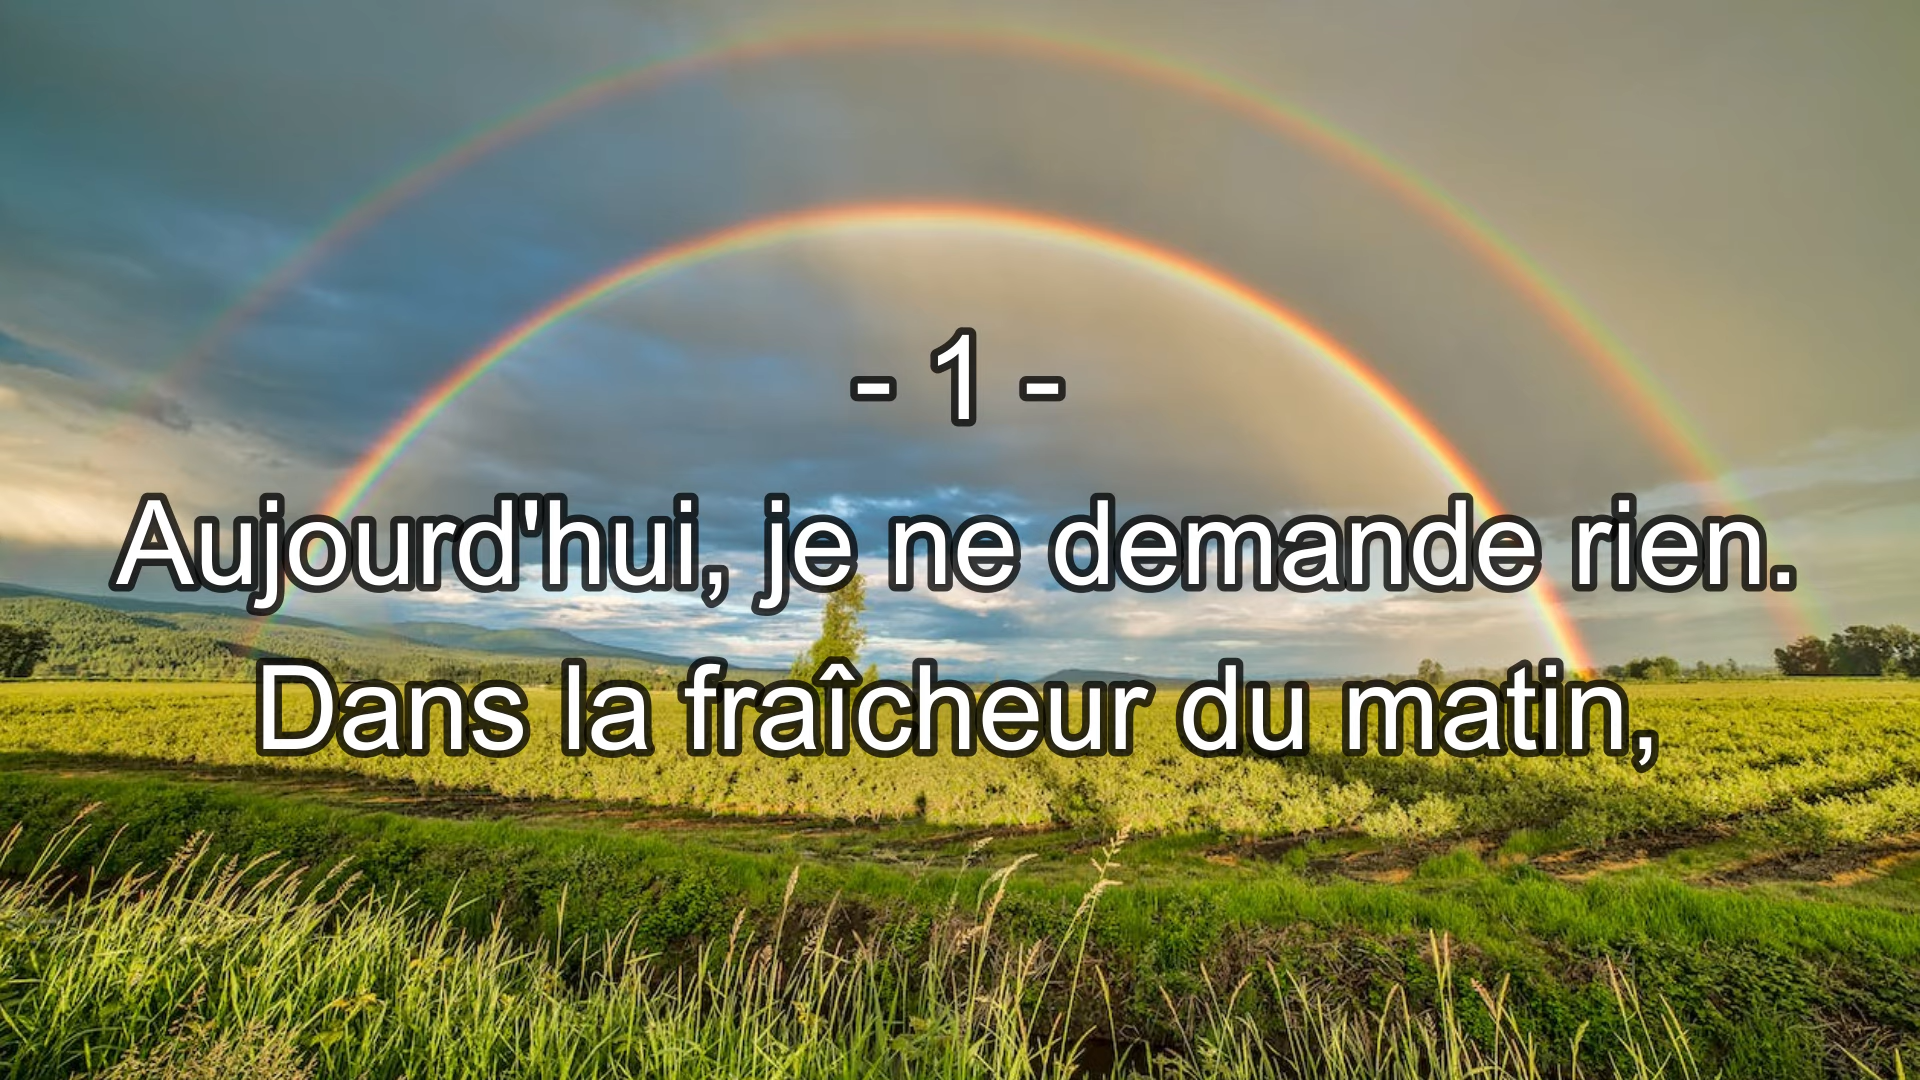 - 1 -
Aujourd'hui, je ne demande rien.
Dans la fraîcheur du matin,